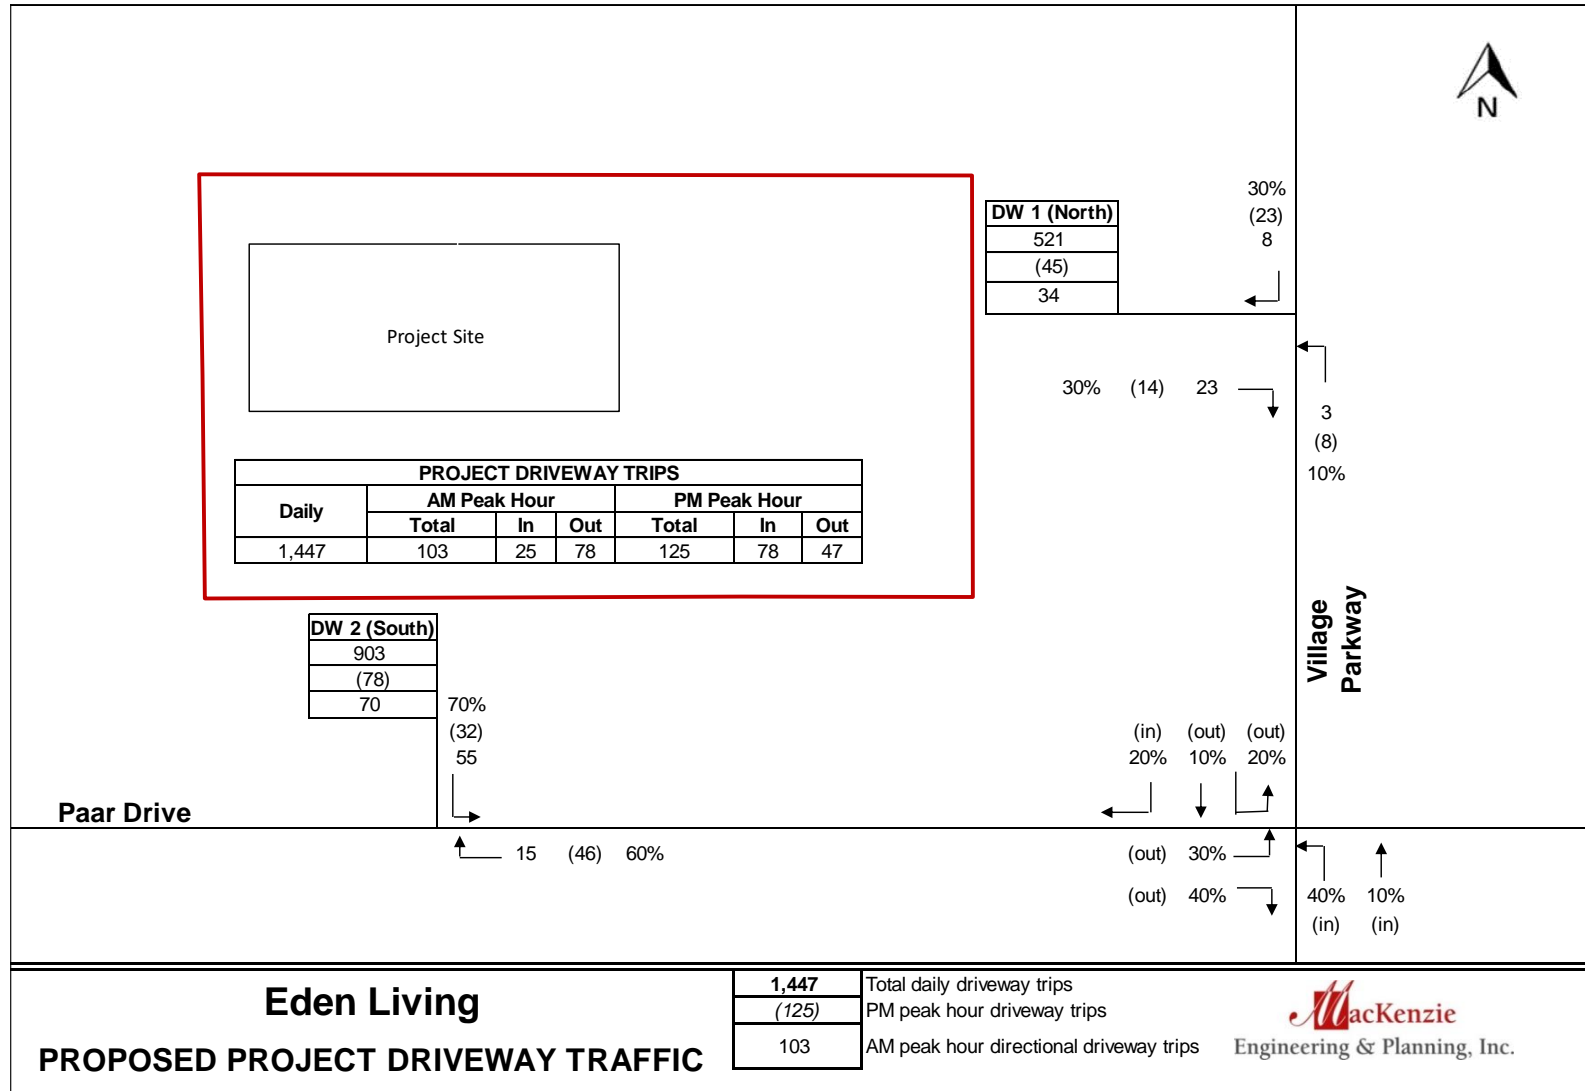 N
30%
(23)
8
DW 1 (North)
521
(45)
34
Project Site
30% (14) 23
3
(8)
10%
PROJECT DRIVEWAY TRIPS
Daily AM Peak Hour PM Peak Hour
Total In Out Total In Out
1,447 103 25 78 125 78 47
Village
Parkway
DW 2 (South)
903
(78)
70
70%
(32)
55
(in) (out) (out)
20% 10% 20%
Paar Drive
15 (46) 60%
(out) 30%
(out) 40%
40% 10%
(in) (in)
Eden Living
PROPOSED PROJECT DRIVEWAY TRAFFIC
1,447 Total daily driveway trips
(125) PM peak hour driveway trips
103 AM peak hour directional driveway trips
MacKenzie
Engineering & Planning, Inc.